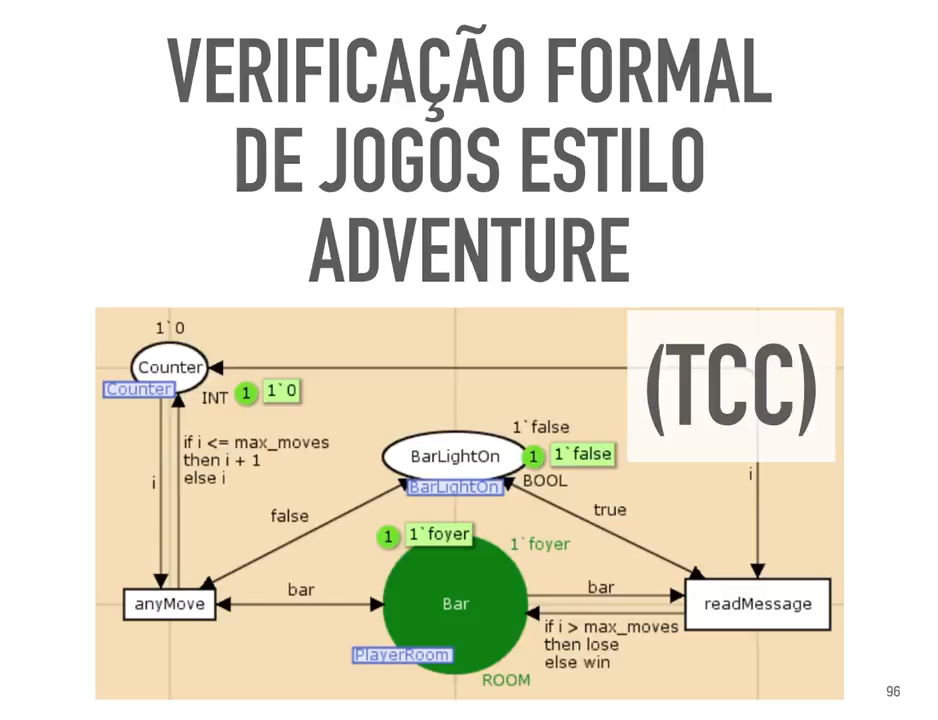 VERIFICAÇÃO FORMAL
DE JOGOS ESTILO
ADVENTURE
(TCC)
1`0
Counter
Counter
INT
1
1`0
if i <= max_moves
then i + 1
else i
i
1`false
BarLightOn
1
1`false
BarLightOn
BOOL
i
false
true
1
1`foyer
1`foyer
anyMove
bar
Bar
bar
readMessage
if i > max_moves
then lose
else win
PlayerRoom
ROOM
96